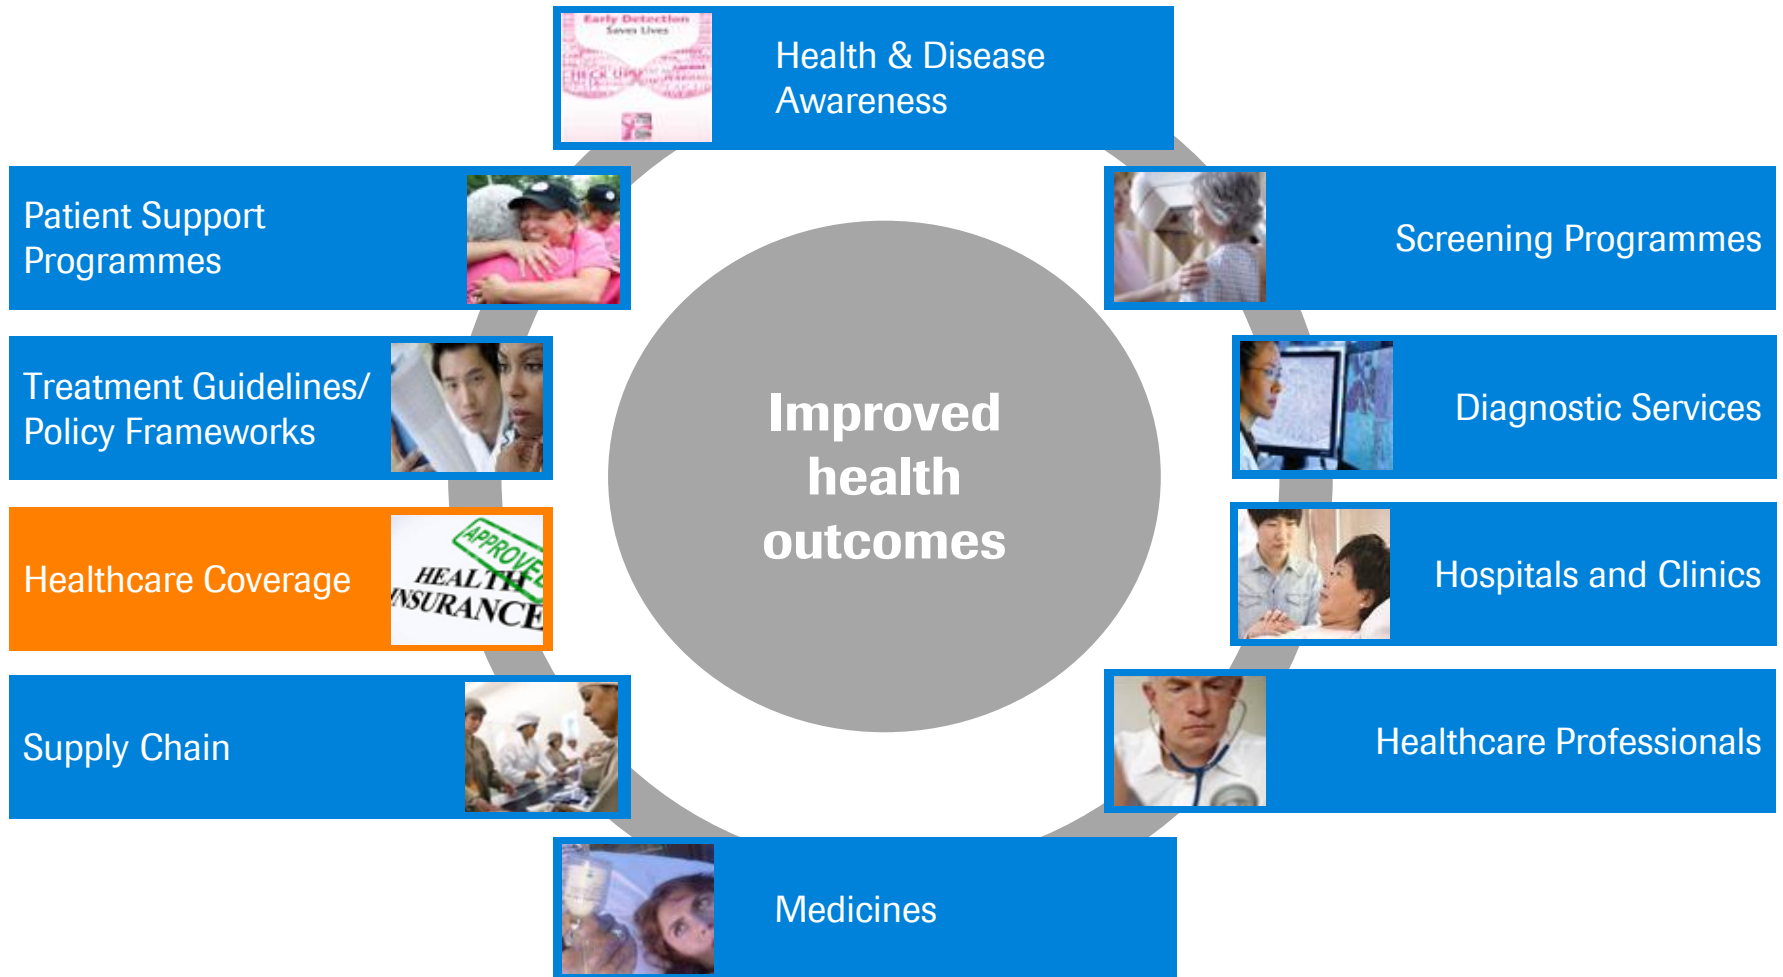 Early Detection
Saves Lives
Health & Disease
Awareness
Patient Support
Programmes
Screening Programmes
Treatment Guidelines/
Policy Frameworks
Diagnostic Services
Improved
health
outcomes
Healthcare Coverage
APPROVED
HEALTH
INSURANCE
Hospitals and Clinics
Supply Chain
Healthcare Professionals
Medicines